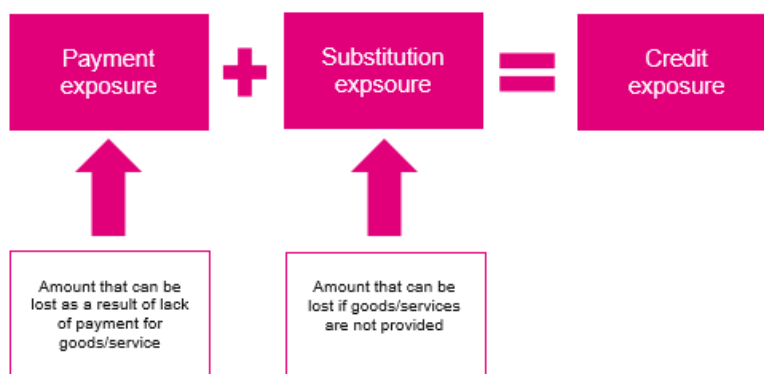 Payment
exposure
+
Substitution
expsoure
=
Credit
exposure
Amount that can be
lost as a result of lack
of payment for
goods/service
Amount that can be
lost if goods/services
are not provided